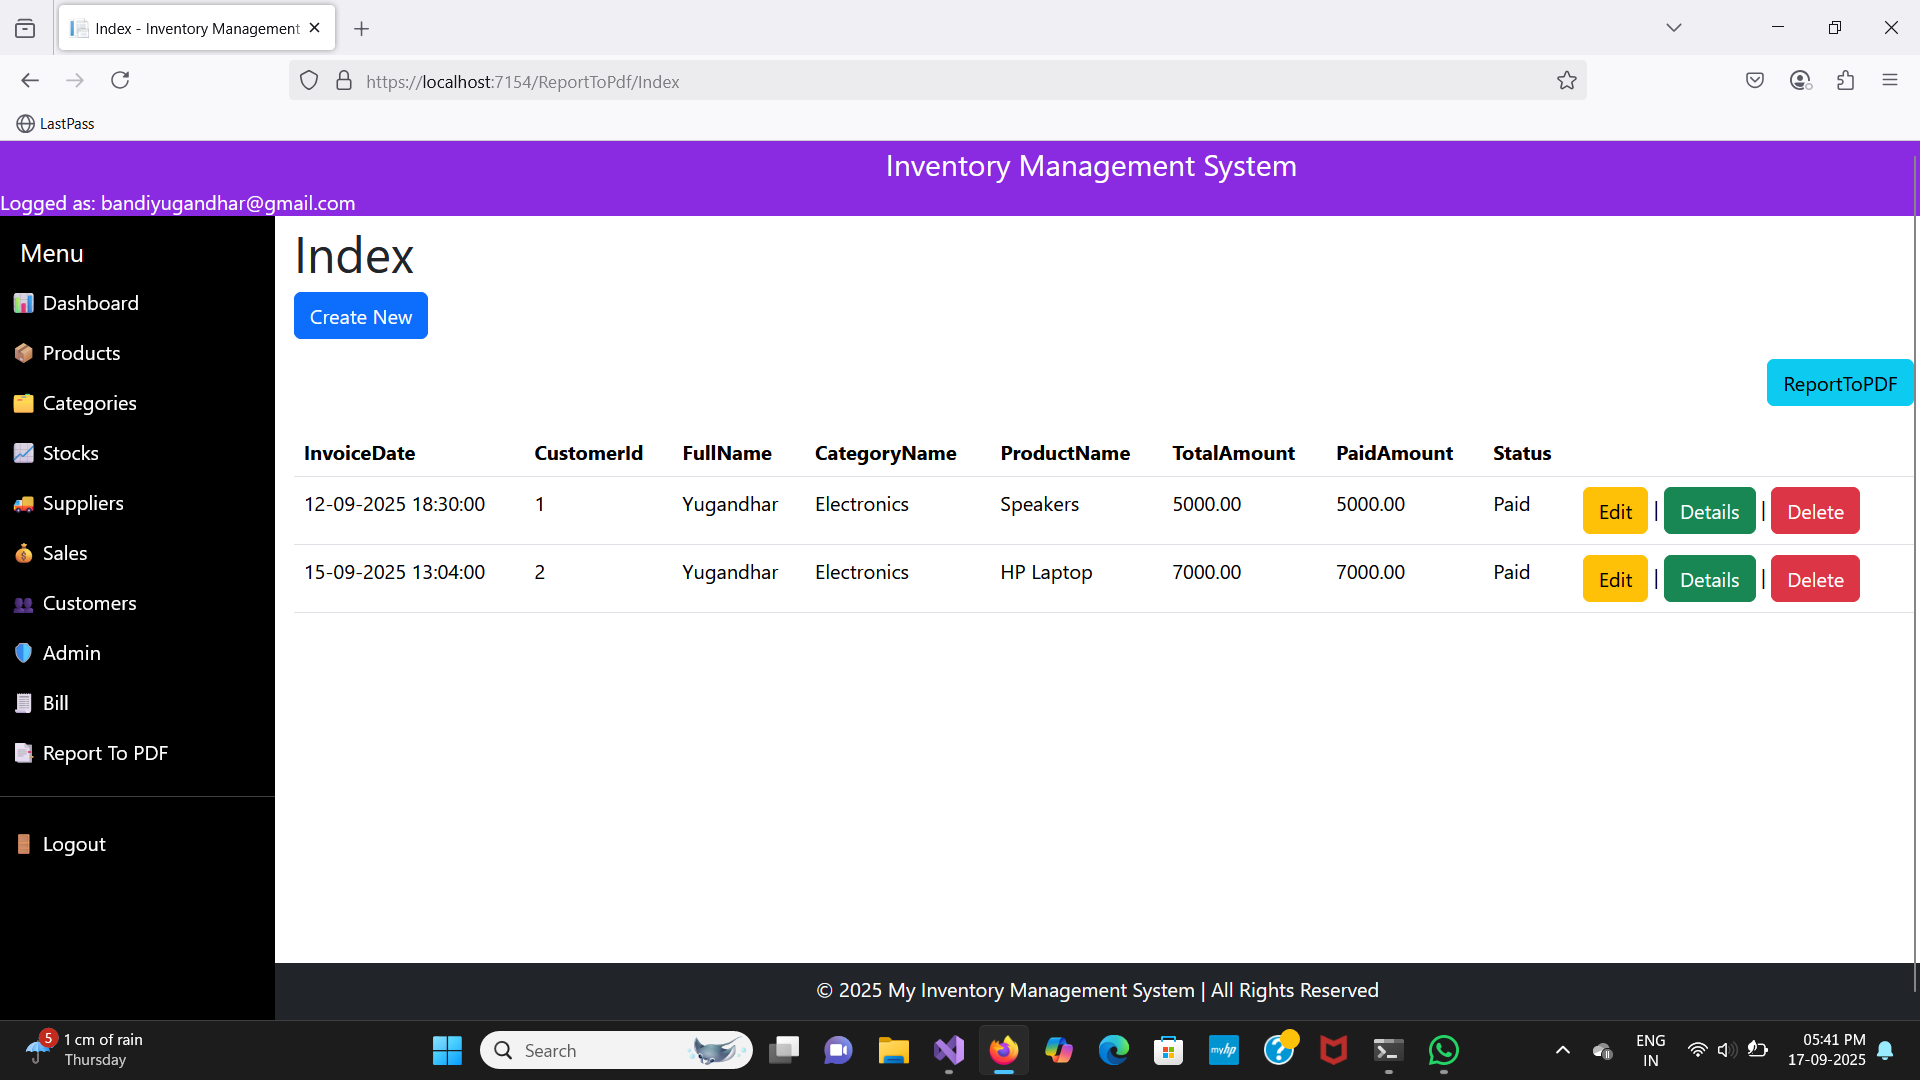 Index - Inventory Management
https://localhost:7154/ReportToPdf/Index
LastPass
Inventory Management System
Logged as: bandiyugandhar@gmail.com
Menu
Dashboard
Products
Categories
Stocks
Suppliers
Sales
Customers
Admin
Bill
Report To PDF
Logout
Index
Create New
ReportToPDF
InvoiceDate CustomerId FullName CategoryName ProductName TotalAmount PaidAmount Status
12-09-2025 18:30:00 1 Yugandhar Electronics Speakers 5000.00 5000.00 Paid Edit | Details | Delete
15-09-2025 13:04:00 2 Yugandhar Electronics HP Laptop 7000.00 7000.00 Paid Edit | Details | Delete
© 2025 My Inventory Management System | All Rights Reserved
5
1 cm of rain
Thursday
Search
myhp
ENG
IN
05:41 PM
17-09-2025